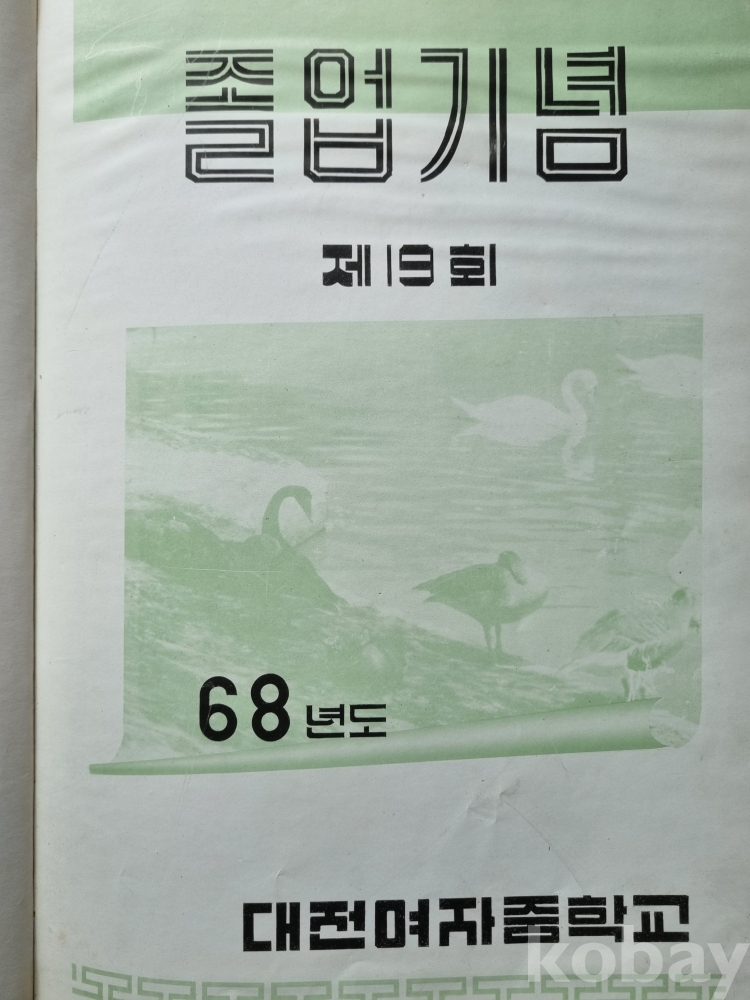 졸업기념
제19회
68년도
대전여자중학교
kobay